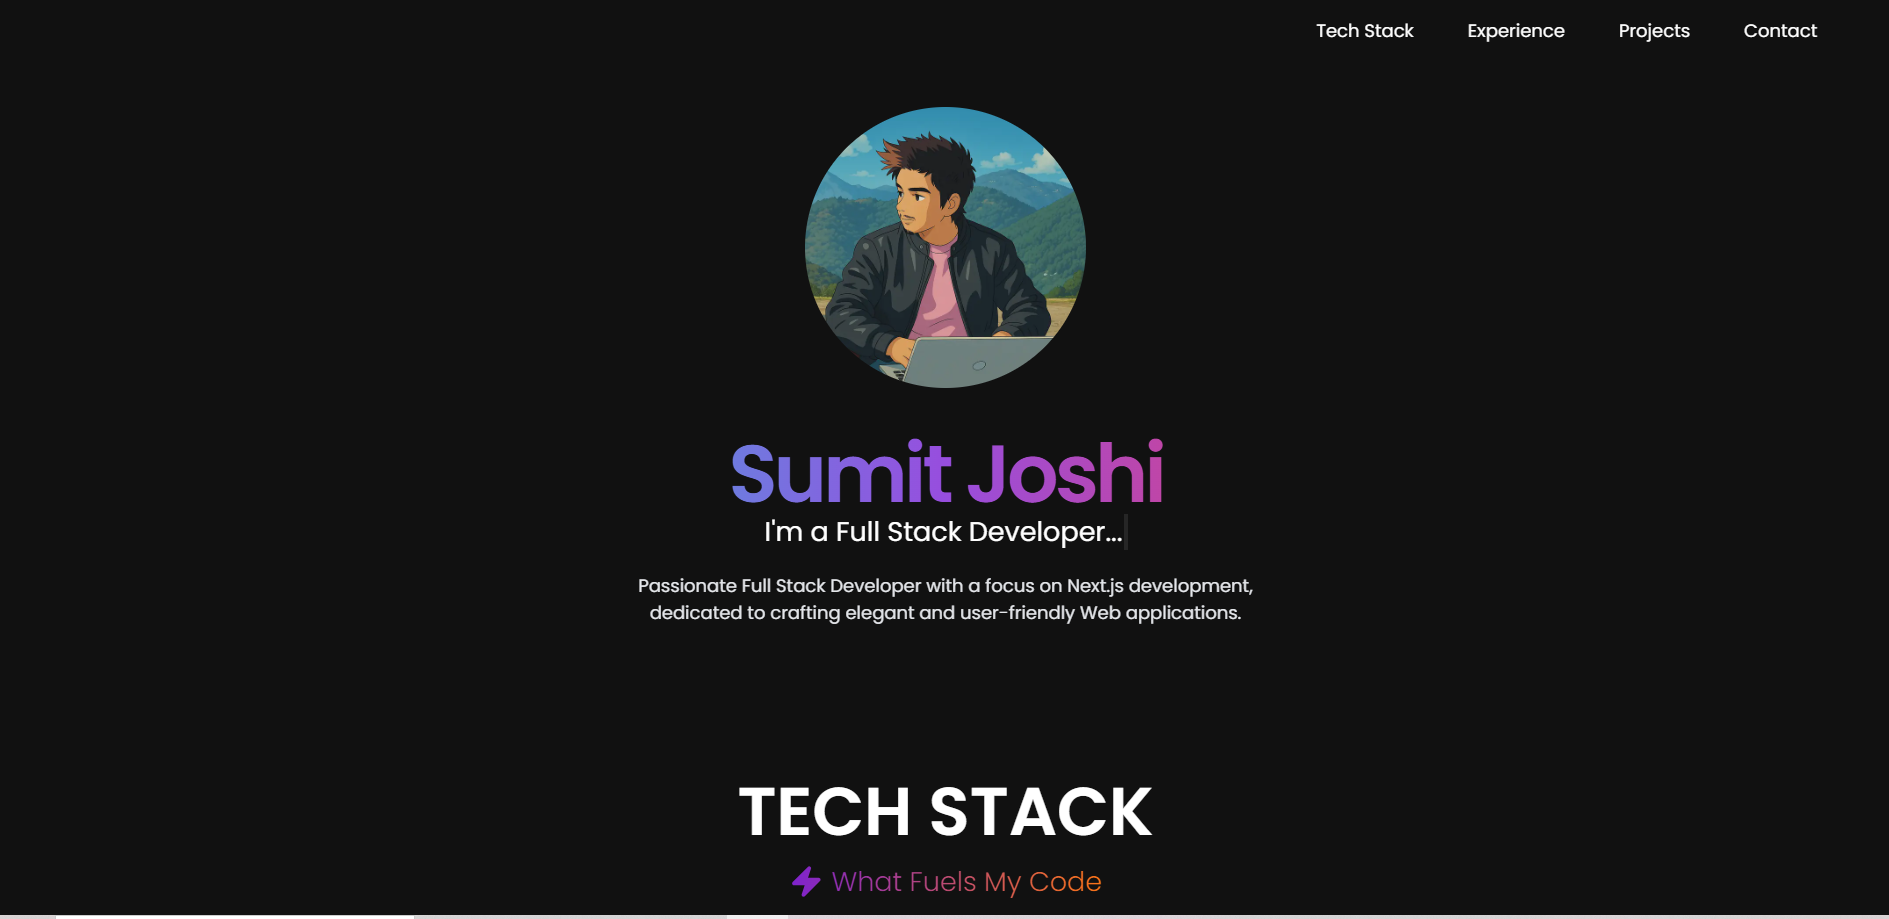 Tech Stack Experience Projects Contact
Sumit Joshi
I'm a Full Stack Developer...
Passionate Full Stack Developer with a focus on Next.js development,
dedicated to crafting elegant and user-friendly Web applications.
TECH STACK
What Fuels My Code